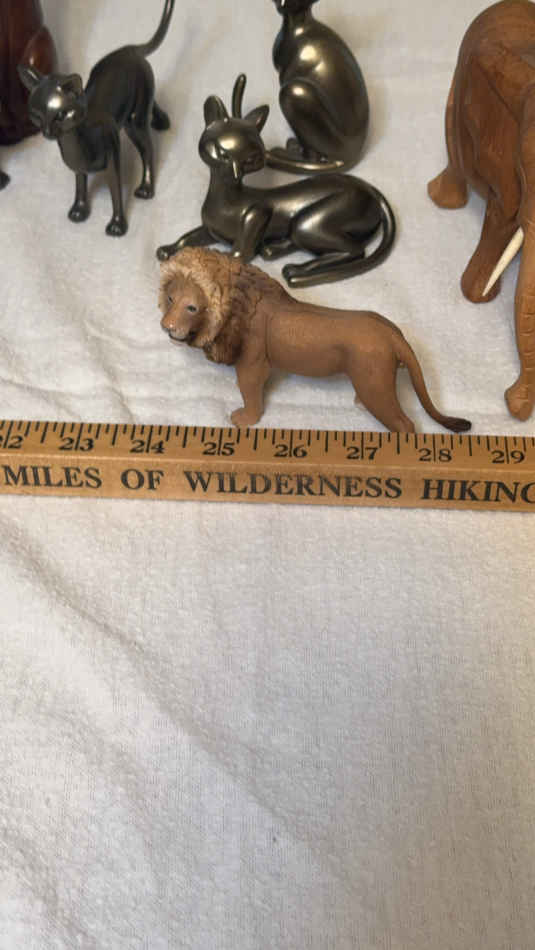 22 23 24 25 26 27 28 29
MILES OF WILDERNESS HIKING